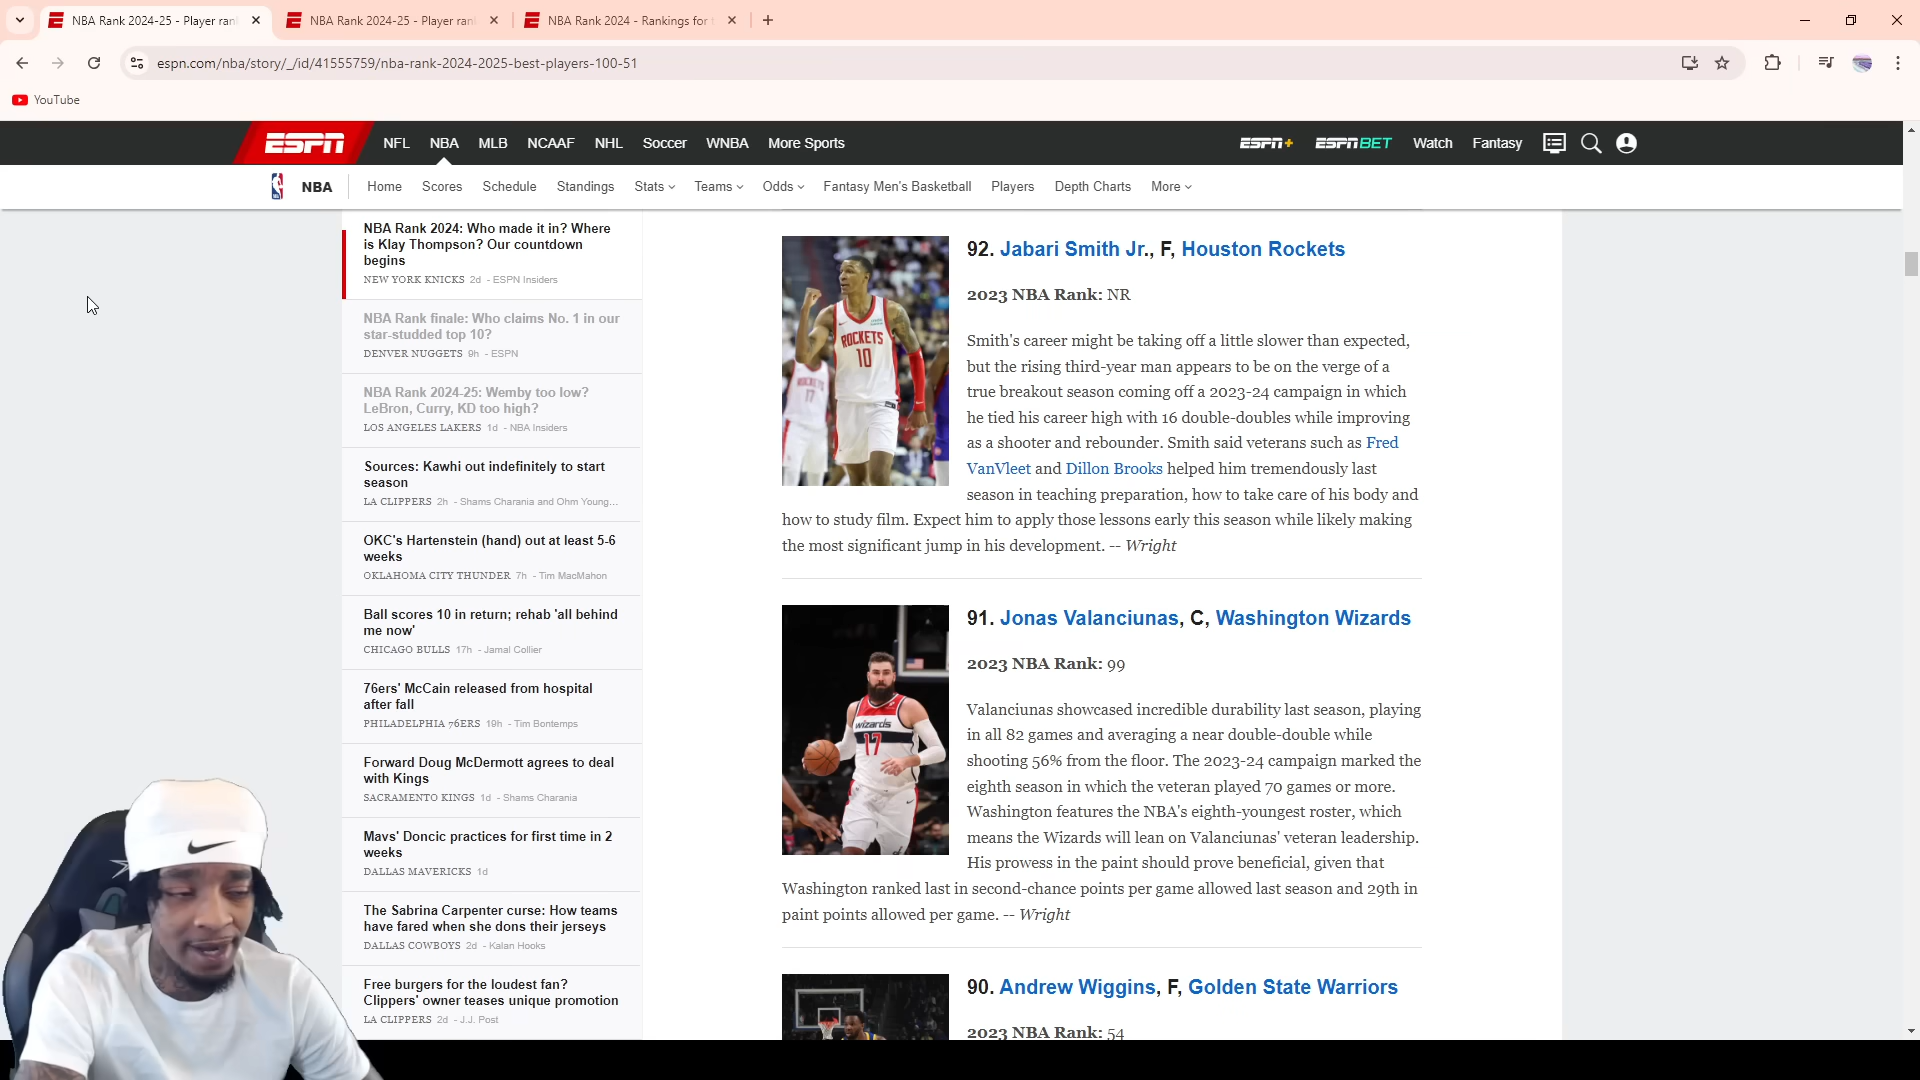 NBA Rank 2024-25 - Player ran
NBA Rank 2024-25 - Player ran
NBA Rank 2024 - Rankings for t
espn.com/nba/story/_/id/41555759/nba-rank-2024-2025-best-players-100-51
YouTube
ESPN
NFL
NBA
MLB
NCAAF
NHL
Soccer
WNBA
More Sports
ESPN+
ESPN BET
Watch
Fantasy
NBA
Home
Scores
Schedule
Standings
Stats
Teams
Odds
Fantasy Men's Basketball
Players
Depth Charts
More
NBA Rank 2024: Who made it in? Where
is Klay Thompson? Our countdown
begins
NEW YORK KNICKS 2d - ESPN Insiders
NBA Rank finale: Who claims No. 1 in our
star-studded top 10?
DENVER NUGGETS 9h - ESPN
NBA Rank 2024-25: Wemby too low?
LeBron, Curry, KD too high?
LOS ANGELES LAKERS 1d - NBA Insiders
Sources: Kawhi out indefinitely to start
season
LA CLIPPERS 2h - Shams Charania and Ohm Young...
OKC's Hartenstein (hand) out at least 5-6
weeks
OKLAHOMA CITY THUNDER 7h - Tim MacMahon
Ball scores 10 in return; rehab 'all behind
me now'
CHICAGO BULLS 17h - Jamal Collier
76ers' McCain released from hospital
after fall
PHILADELPHIA 76ERS 19h - Tim Bontemps
Forward Doug McDermott agrees to deal
with Kings
SACRAMENTO KINGS 1d - Shams Charania
Mavs' Doncic practices for first time in 2
weeks
DALLAS MAVERICKS 1d
The Sabrina Carpenter curse: How teams
have fared when she dons their jerseys
DALLAS COWBOYS 2d - Kalan Hooks
Free burgers for the loudest fan?
Clippers' owner teases unique promotion
LA CLIPPERS 2d - J.J. Post
92. Jabari Smith Jr., F, Houston Rockets
2023 NBA Rank: NR
Smith's career might be taking off a little slower than expected,
but the rising third-year man appears to be on the verge of a
true breakout season coming off a 2023-24 campaign in which
he tied his career high with 16 double-doubles while improving
as a shooter and rebounder. Smith said veterans such as Fred
VanVleet and Dillon Brooks helped him tremendously last
season in teaching preparation, how to take care of his body and
how to study film. Expect him to apply those lessons early this season while likely making
the most significant jump in his development. -- Wright
ROCKETS
10
17
91. Jonas Valanciunas, C, Washington Wizards
2023 NBA Rank: 99
Valanciunas showcased incredible durability last season, playing
in all 82 games and averaging a near double-double while
shooting 56% from the floor. The 2023-24 campaign marked the
eighth season in which the veteran played 70 games or more.
Washington features the NBA's eighth-youngest roster, which
means the Wizards will lean on Valanciunas' veteran leadership.
His prowess in the paint should prove beneficial, given that
Washington ranked last in second-chance points per game allowed last season and 29th in
paint points allowed per game. -- Wright
wizards
17
90. Andrew Wiggins, F, Golden State Warriors
2023 NBA Rank: 54